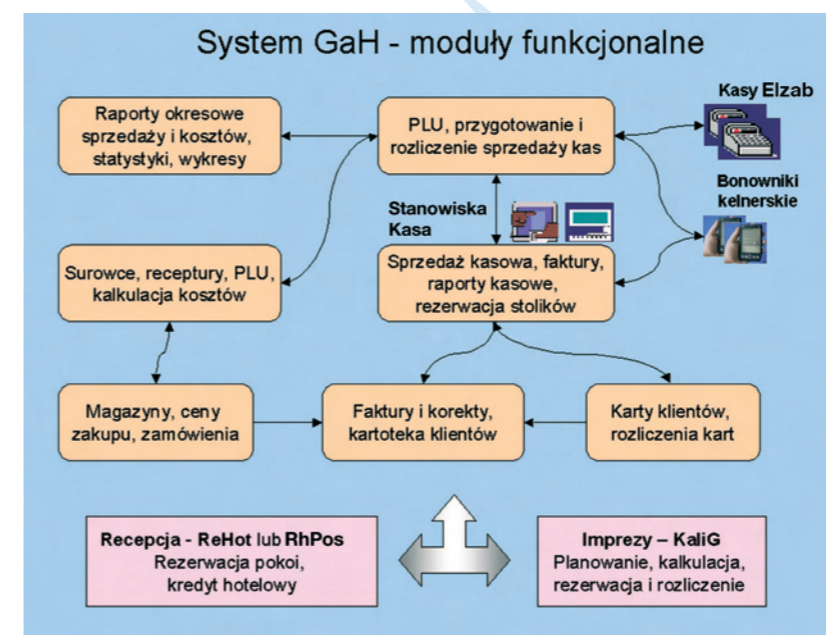 System GaH - moduły funkcjonalne
Raporty okresowe
sprzedaży i kosztów,
statystyki, wykresy
PLU, przygotowanie i
rozliczenie sprzedaży kas
Kasy Elzab
Bonowniki
kelnerskie
Stanowiska
Kasa
Surowce, receptury, PLU,
kalkulacja kosztów
Sprzedaż kasowa, faktury,
raporty kasowe,
rezerwacja stolików
Magazyny, ceny
zakupu, zamówienia
Faktury i korekty,
kartoteka klientów
Karty klientów,
rozliczenia kart
Recepcja - ReHot lub RhPos
Rezerwacja pokoi,
kredyt hotelowy
Imprezy – KaliG
Planowanie, kalkulacja,
rezerwacja i rozliczenie